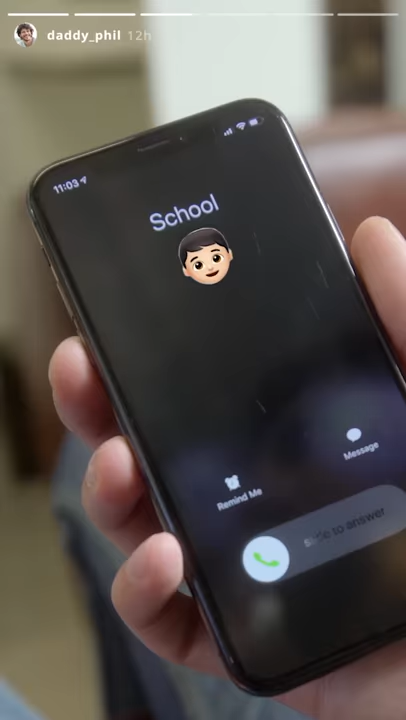 daddy_phil 12h
11:03
School
Remind Me
Message
slide to answer